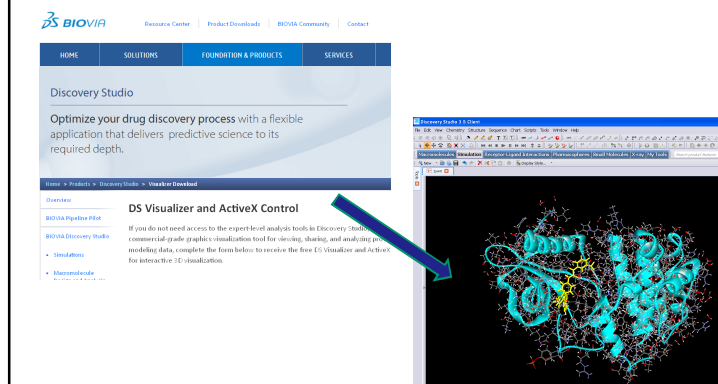 BIOVIA
Resource Center
Product Downloads
BIOVIA Community
Contact
HOME
SOLUTIONS
FOUNDATION & PRODUCTS
SERVICES
Discovery Studio
Optimize your drug discovery process with a flexible
application that delivers predictive science to its
required depth.
Home > Products > Discovery Studio > Visualizer Download
Overview
BIOVIA Pipeline Pilot
BIOVIA Discovery Studio
Simulations
Macromolecule
DS Visualizer and ActiveX Control
If you do not need access to the expert-level analysis tools in Discovery Studio,
commercial-grade graphics visualization tool for viewing, sharing, and analyzing
modeling data, complete the form below to receive the free DS Visualizer and ActiveX
for interactive 3D visualization.
Discovery Studio 3.5 Client
File Edit View Chemistry Structure Sequence Chart Scripts Tools Window Help
Macromolecules Simulation Receptor-Ligand Interactions Pharmacophores Small Molecules X-ray My Tools
New
Display Style...